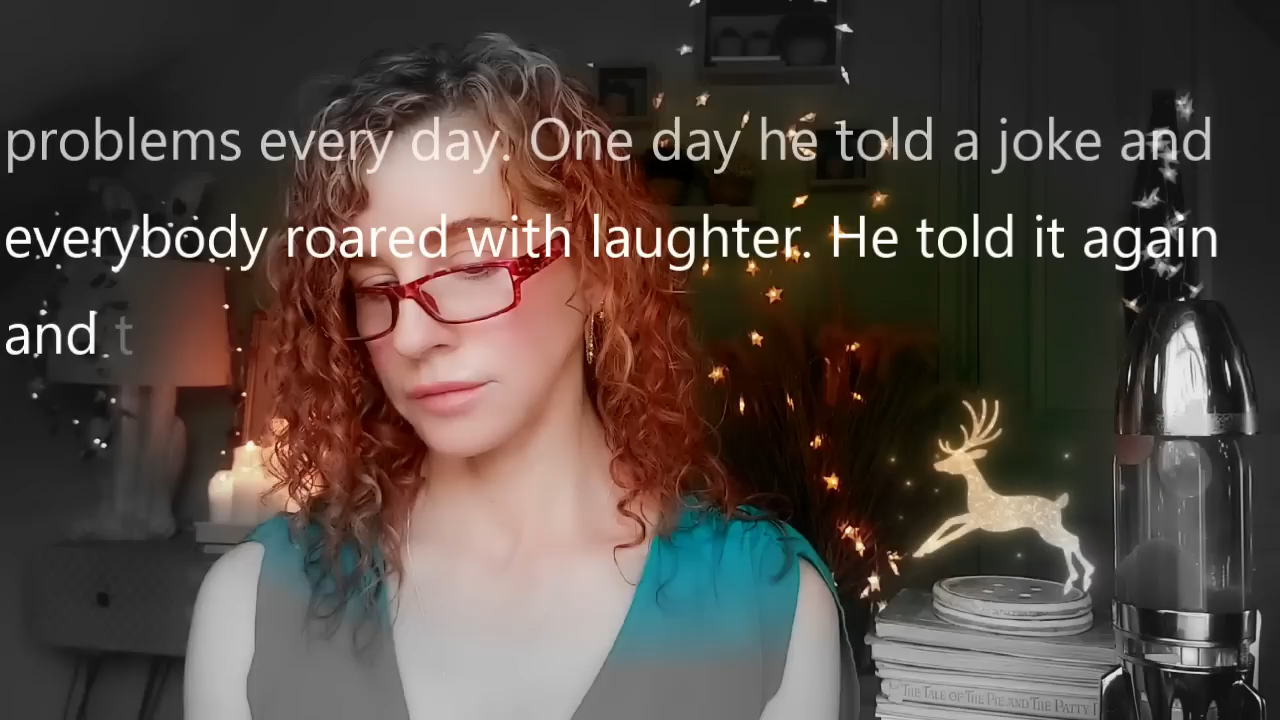 problems every day. One day he told a joke and
everybody roared with laughter. He told it again
and t
THE TALE OF THE PIE AND THE PATTY